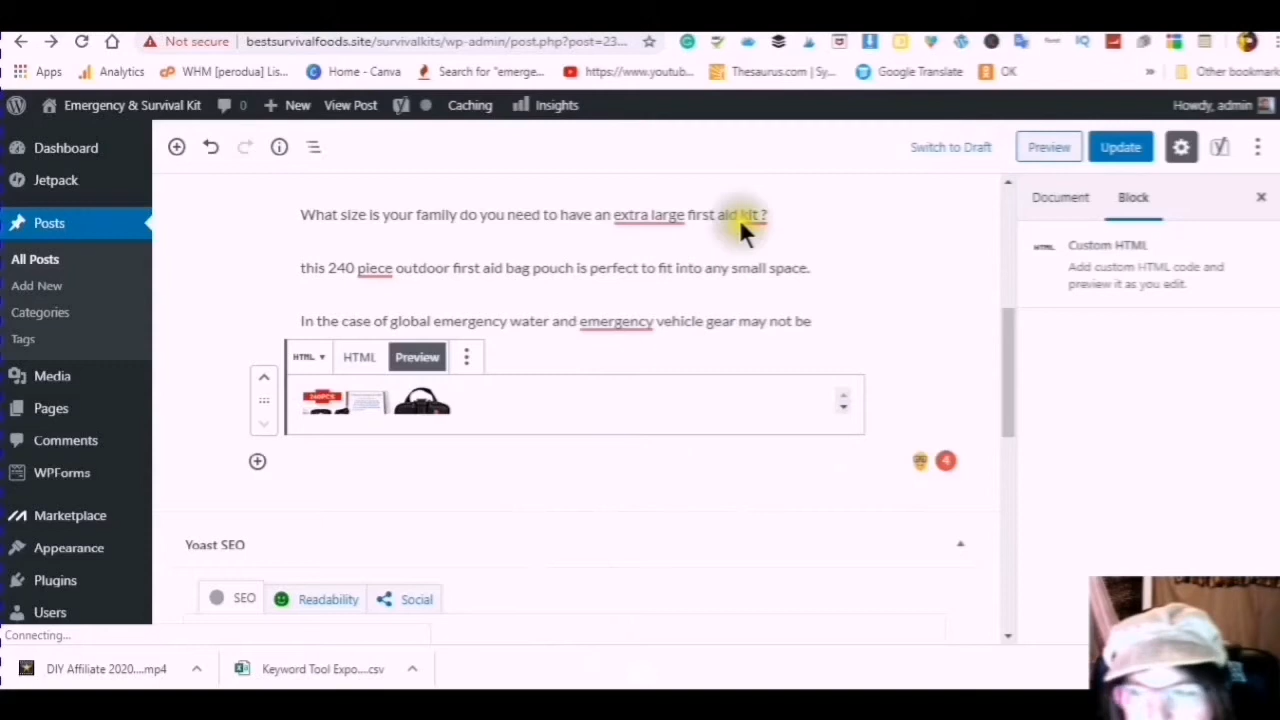 Not secure bestsurvivalfoods.site/survivalkits/wp-admin/post.php?post=23...
Apps Analytics WHM [perodua] Lis... Home - Canva Search for "emerge... https://www.youtub... Thesaurus.com | Sy... Google Translate OK » Other bookmark
Emergency & Survival Kit 0 New View Post Caching Insights Howdy, admin
Dashboard
Jetpack
Posts
All Posts
Add New
Categories
Tags
Media
Pages
Comments
WPForms
Marketplace
Appearance
Plugins
Users
Connecting...
Switch to Draft Preview Update
What size is your family do you need to have an extra large first aid kit ?
this 240 piece outdoor first aid bag pouch is perfect to fit into any small space.
In the case of global emergency water and emergency vehicle gear may not be
HTML HTML Preview
240PCS
4
Yoast SEO
SEO Readability Social
Document Block
HTML Custom HTML
Add custom HTML code and
preview it as you edit.
DIY Affiliate 2020....mp4 Keyword Tool Expo....csv